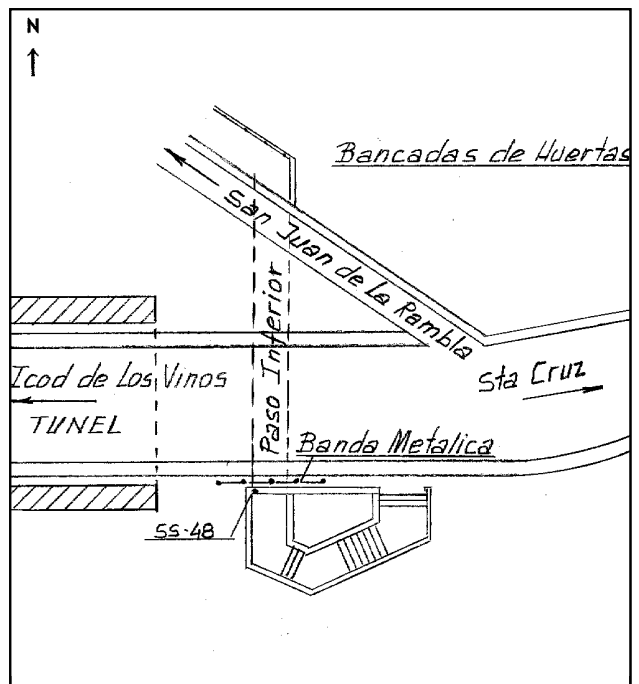 N
Bancadas de Huertas
San Juan de La Rambla
Paso Inferior
Icod de Los Vinos
Sta Cruz
TUNEL
Banda Metalica
SS-48